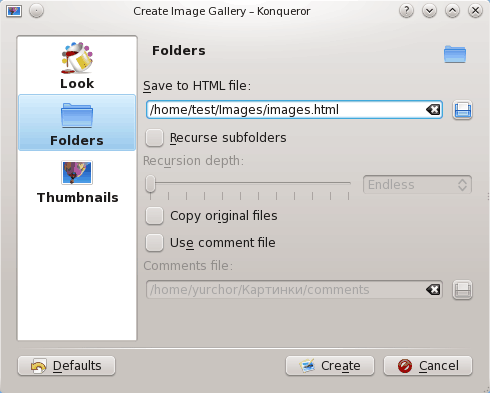 Create Image Gallery – Konqueror
Look
Folders
Thumbnails
Folders
Save to HTML file:
/home/test/Images/images.html
Recurse subfolders
Recursion depth:
Endless
Copy original files
Use comment file
Comments file:
/home/yurchor/Картинки/comments
Defaults
Create
Cancel